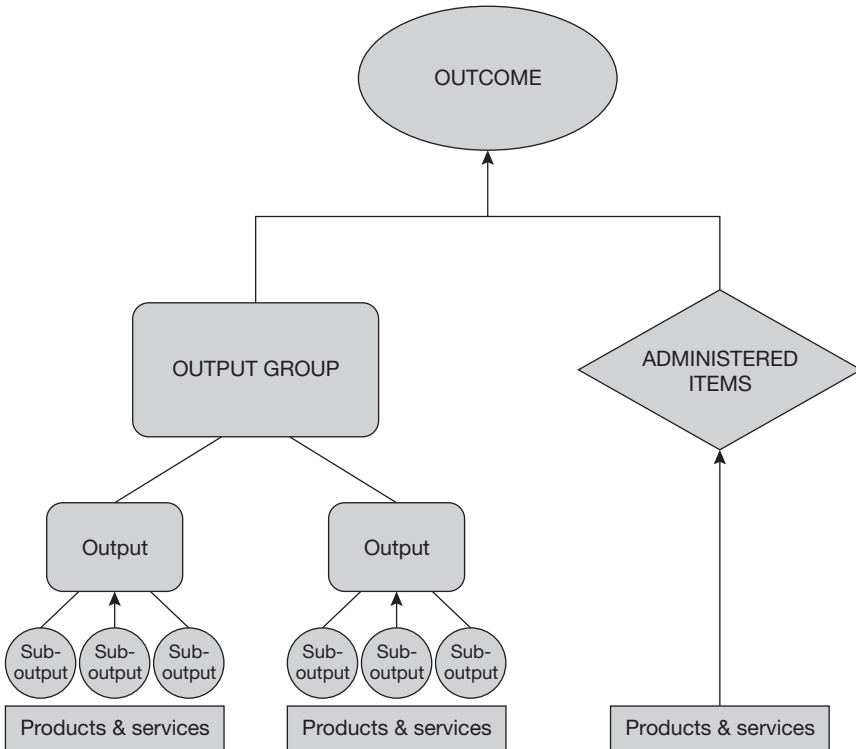 OUTCOME
OUTPUT GROUP
ADMINISTERED
ITEMS
Output
Output
Sub-
output
Sub-
output
Sub-
output
Sub-
output
Sub-
output
Sub-
output
Products & services
Products & services
Products & services